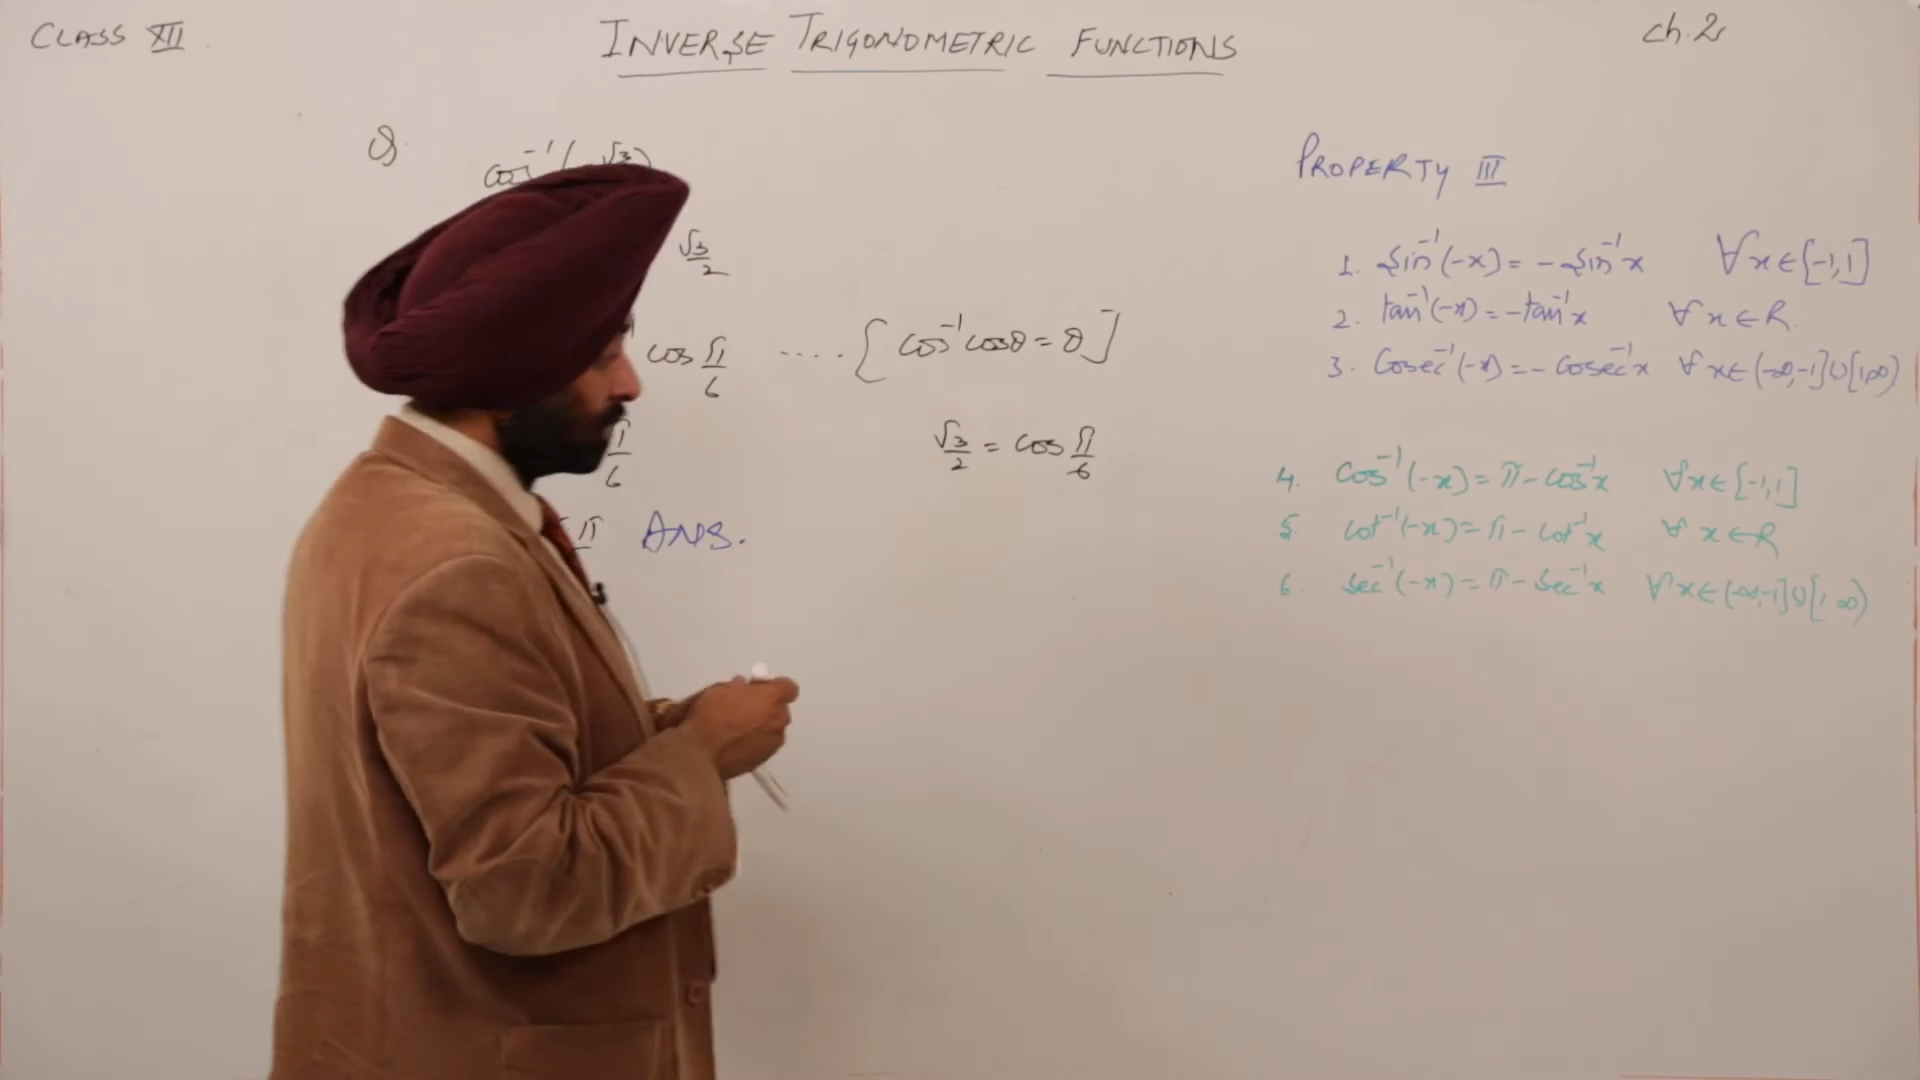 CLASS XII INVERSE TRIGONOMETRIC FUNCTIONS Ch. 2
Q. cos⁻¹(-√3
√3/2
cos π/6 .... [cos⁻¹cosθ = θ]
π/6
√3/2 = cos π/6
π Ans.
PROPERTY III
1. Sin⁻¹(-x) = -Sin⁻¹x ∀x∈[-1,1]
2. tan⁻¹(-x) = -tan⁻¹x ∀x∈R.
3. Cosec⁻¹(-x) = -Cosec⁻¹x ∀x∈(-∞,-1]∪[1,∞)
4. Cos⁻¹(-x) = π-cos⁻¹x ∀x∈[-1,1]
5. cot⁻¹(-x) = π-cot⁻¹x ∀x∈R
6. Sec⁻¹(-x) = π-Sec⁻¹x ∀x∈(-∞,-1]∪[1 ∞)